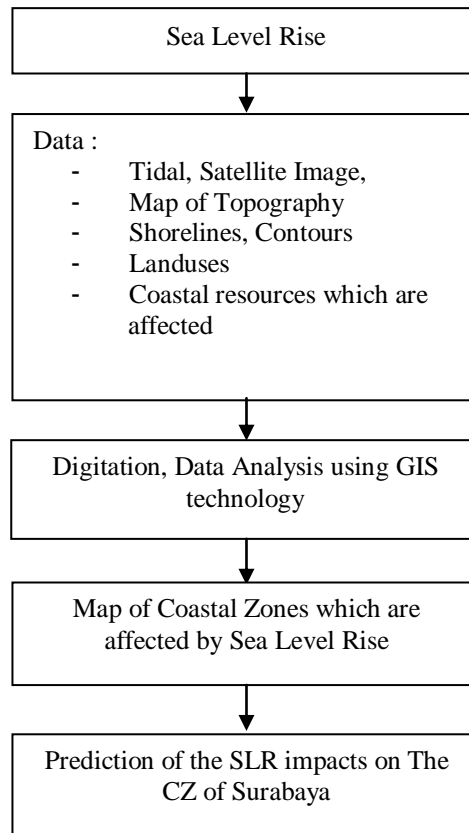 Sea Level Rise
Data :
- Tidal, Satellite Image,
- Map of Topography
- Shorelines, Contours
- Landuses
- Coastal resources which are
affected
Digitation, Data Analysis using GIS
technology
Map of Coastal Zones which are
affected by Sea Level Rise
Prediction of the SLR impacts on The
CZ of Surabaya